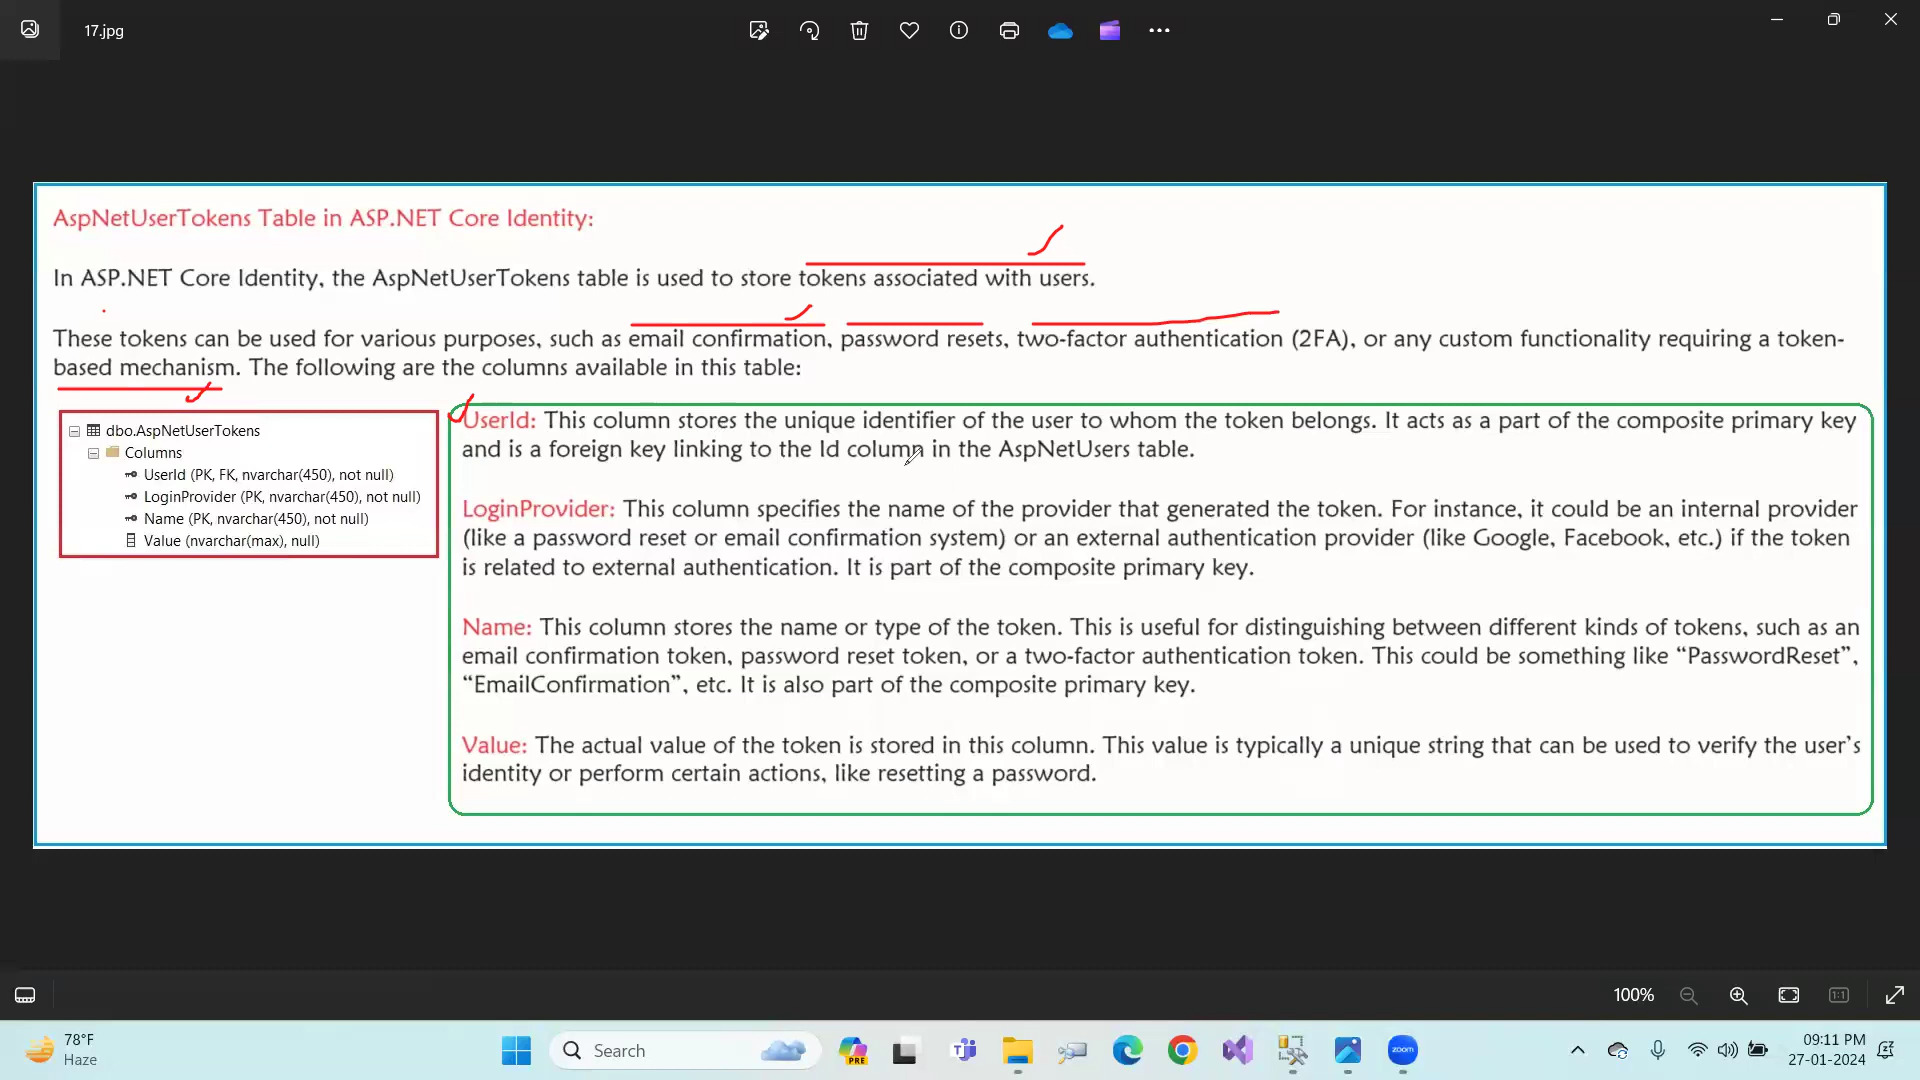 17.jpg
AspNetUserTokens Table in ASP.NET Core Identity:
In ASP.NET Core Identity, the AspNetUserTokens table is used to store tokens associated with users.
These tokens can be used for various purposes, such as email confirmation, password resets, two-factor authentication (2FA), or any custom functionality requiring a token-
based mechanism. The following are the columns available in this table:
dbo.AspNetUserTokens
Columns
UserId (PK, FK, nvarchar(450), not null)
LoginProvider (PK, nvarchar(450), not null)
Name (PK, nvarchar(450), not null)
Value (nvarchar(max), null)
UserId: This column stores the unique identifier of the user to whom the token belongs. It acts as a part of the composite primary key
and is a foreign key linking to the Id column in the AspNetUsers table.
LoginProvider: This column specifies the name of the provider that generated the token. For instance, it could be an internal provider
(like a password reset or email confirmation system) or an external authentication provider (like Google, Facebook, etc.) if the token
is related to external authentication. It is part of the composite primary key.
Name: This column stores the name or type of the token. This is useful for distinguishing between different kinds of tokens, such as an
email confirmation token, password reset token, or a two-factor authentication token. This could be something like “PasswordReset”,
“EmailConfirmation”, etc. It is also part of the composite primary key.
Value: The actual value of the token is stored in this column. This value is typically a unique string that can be used to verify the user’s
identity or perform certain actions, like resetting a password.
100%
1:1
78°F
Haze
Search
PRE
zoom
09:11 PM
27-01-2024